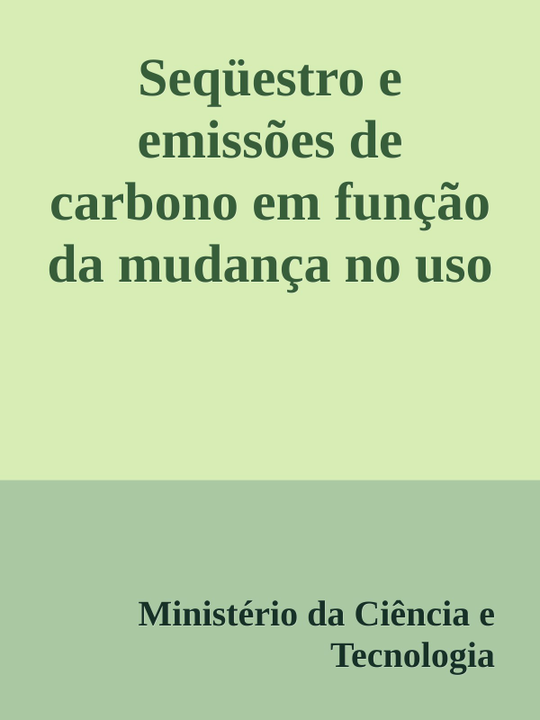 Seqüestro e
emissões de
carbono em função
da mudança no uso
Ministério da Ciência e
Tecnologia